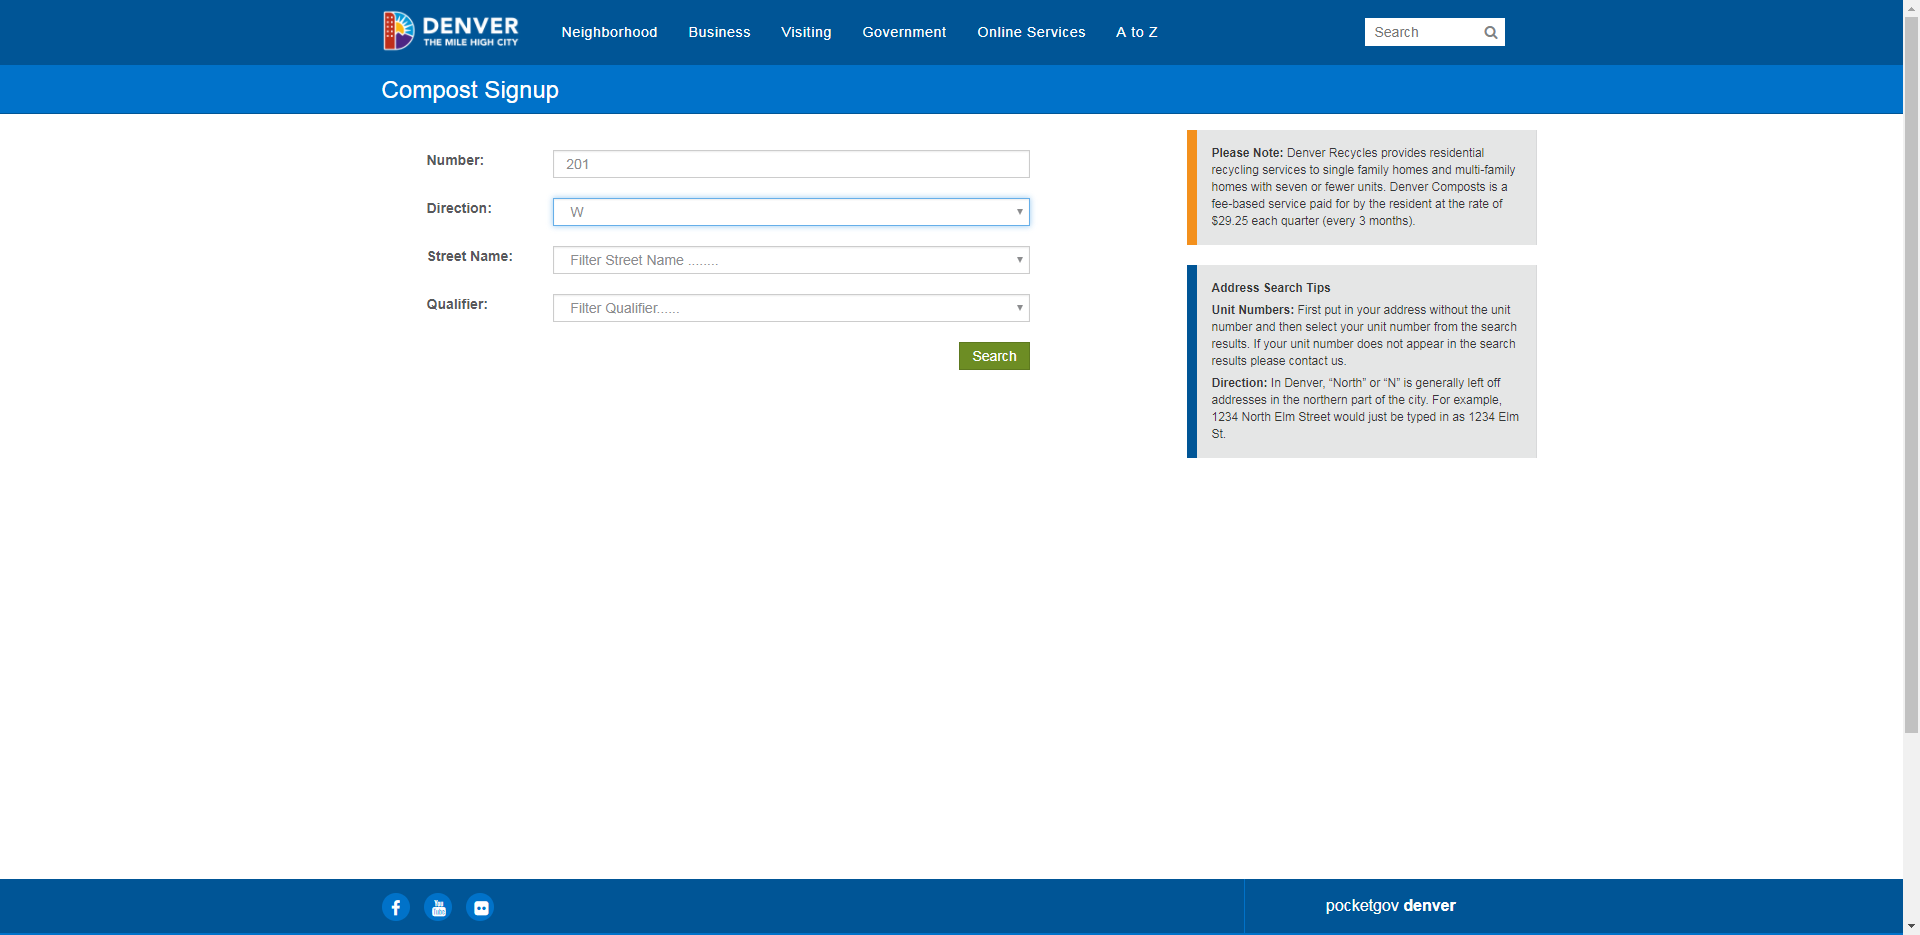 DENVER
THE MILE HIGH CITY
Neighborhood
Business
Visiting
Government
Online Services
A to Z
Search
Compost Signup
Number:
201
Direction:
W
Street Name:
Filter Street Name ........
Qualifier:
Filter Qualifier......
Search
Please Note: Denver Recycles provides residential
recycling services to single family homes and multi-family
homes with seven or fewer units. Denver Composts is a
fee-based service paid for by the resident at the rate of
$29.25 each quarter (every 3 months).
Address Search Tips
Unit Numbers: First put in your address without the unit
number and then select your unit number from the search
results. If your unit number does not appear in the search
results please contact us.
Direction: In Denver, “North” or “N” is generally left off
addresses in the northern part of the city. For example,
1234 North Elm Street would just be typed in as 1234 Elm
St.
You
Tube
pocketgov denver